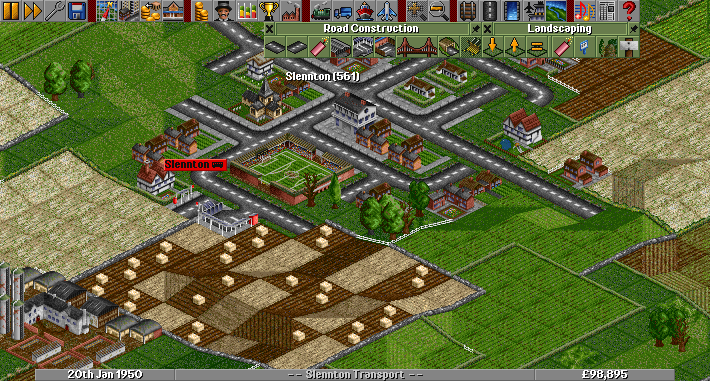 Road Construction
Landscaping
Slennton (561)
Slennton
20th Jan 1950
-- Slennton Transport --
£98,895